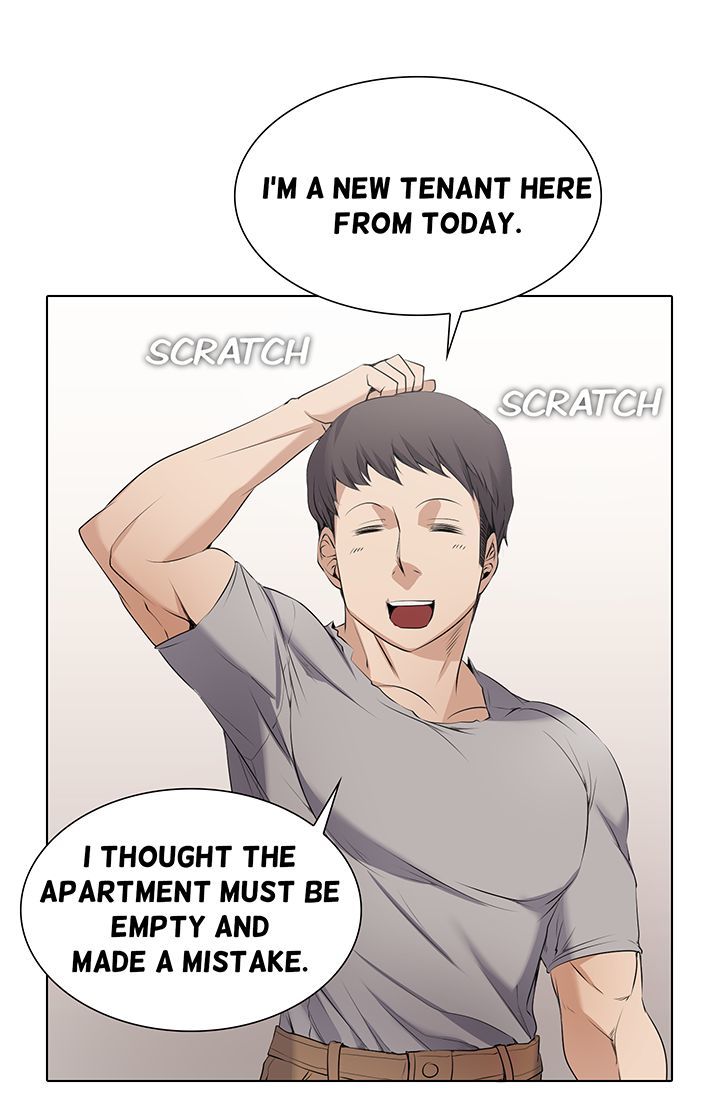 I'M A NEW TENANT HERE
FROM TODAY.
SCRATCH
SCRATCH
I THOUGHT THE
APARTMENT MUST BE
EMPTY AND
MADE A MISTAKE.